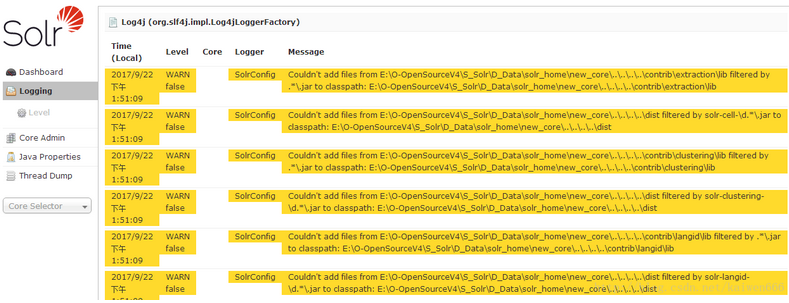 Solr
Dashboard
Logging
Level
Core Admin
Java Properties
Thread Dump
Core Selector
Log4j (org.slf4j.impl.Log4jLoggerFactory)
Time (Local) Level Core Logger Message
2017/9/22 下午 1:51:09 WARN false SolrConfig Couldn't add files from E:\O-OpenSourceV4\S_Solr\D_Data\solr_home\new_core\..\..\..\..\contrib\extraction\lib filtered by
.*\.jar to classpath: E:\O-OpenSourceV4\S_Solr\D_Data\solr_home\new_core\..\..\..\..\contrib\extraction\lib
2017/9/22 下午 1:51:09 WARN false SolrConfig Couldn't add files from E:\O-OpenSourceV4\S_Solr\D_Data\solr_home\new_core\..\..\..\..\dist filtered by solr-cell-\d.*\.jar to
classpath: E:\O-OpenSourceV4\S_Solr\D_Data\solr_home\new_core\..\..\..\..\dist
2017/9/22 下午 1:51:09 WARN false SolrConfig Couldn't add files from E:\O-OpenSourceV4\S_Solr\D_Data\solr_home\new_core\..\..\..\..\contrib\clustering\lib filtered by
.*\.jar to classpath: E:\O-OpenSourceV4\S_Solr\D_Data\solr_home\new_core\..\..\..\..\contrib\clustering\lib
2017/9/22 下午 1:51:09 WARN false SolrConfig Couldn't add files from E:\O-OpenSourceV4\S_Solr\D_Data\solr_home\new_core\..\..\..\..\dist filtered by solr-clustering-
\d.*\.jar to classpath: E:\O-OpenSourceV4\S_Solr\D_Data\solr_home\new_core\..\..\..\..\dist
2017/9/22 下午 1:51:09 WARN false SolrConfig Couldn't add files from E:\O-OpenSourceV4\S_Solr\D_Data\solr_home\new_core\..\..\..\..\contrib\langid\lib filtered by .*\.jar
to classpath: E:\O-OpenSourceV4\S_Solr\D_Data\solr_home\new_core\..\..\..\..\contrib\langid\lib
2017/9/22 下午 1:51:09 WARN false SolrConfig Couldn't add files from E:\O-OpenSourceV4\S_Solr\D_Data\solr_home\new_core\..\..\..\..\dist filtered by solr-langid-
\d.*\.jar to classpath: E:\O-OpenSourceV4\S_Solr\D_Data\solr_home\new_core\..\..\..\..\dist